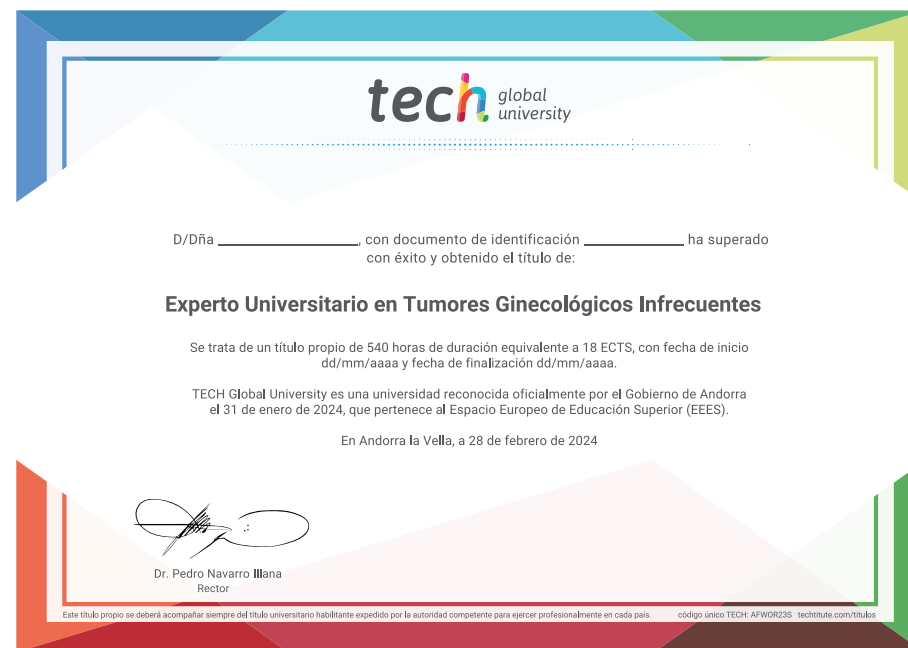 tech global university
D/Dña ____________, con documento de identificación ____________ ha superado
con éxito y obtenido el título de:
Experto Universitario en Tumores Ginecológicos Infrecuentes
Se trata de un título propio de 540 horas de duración equivalente a 18 ECTS, con fecha de inicio
dd/mm/aaaa y fecha de finalización dd/mm/aaaa.
TECH Global University es una universidad reconocida oficialmente por el Gobierno de Andorra
el 31 de enero de 2024, que pertenece al Espacio Europeo de Educación Superior (EEES).
En Andorra la Vella, a 28 de febrero de 2024
Dr. Pedro Navarro Illana
Rector
Este título propio se deberá acompañar siempre del título universitario habilitante expedido por la autoridad competente para ejercer profesionalmente en cada país. código único TECH: AFWOR23S techtitute.com/titulos